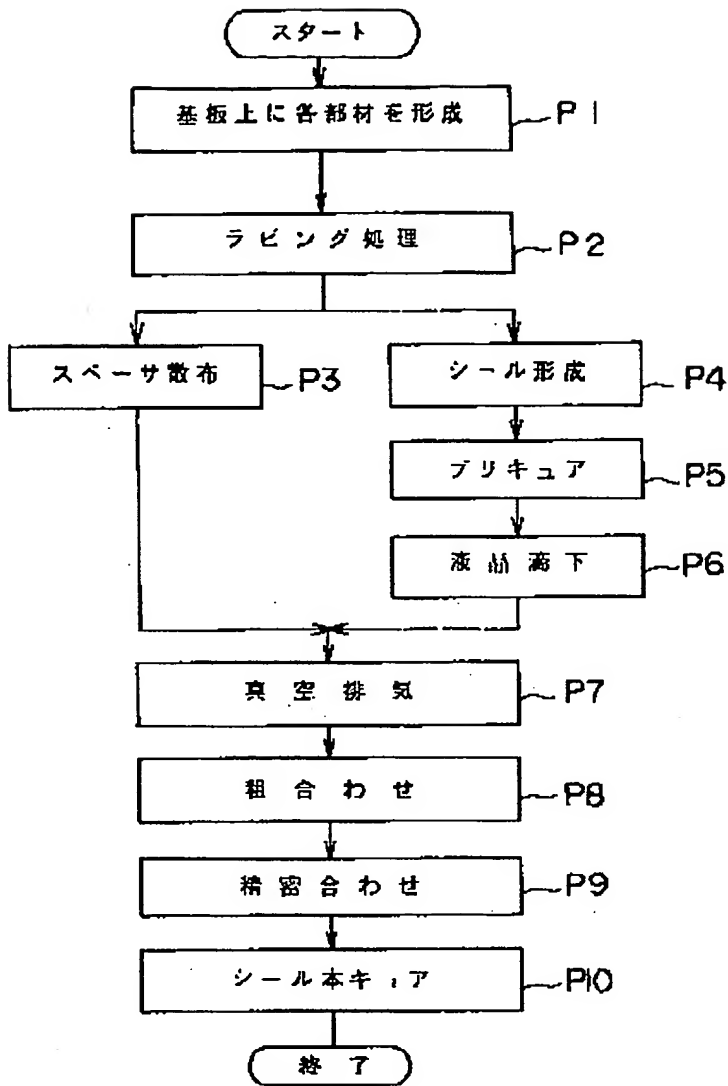 スタート
基板上に各部材を形成
P1
ラビング処理
P2
スペーサ散布
P3
シール形成
P4
プリキュア
P5
液晶滴下
P6
真空排気
P7
組合わせ
P8
精密合わせ
P9
シール本キュア
P10
終了